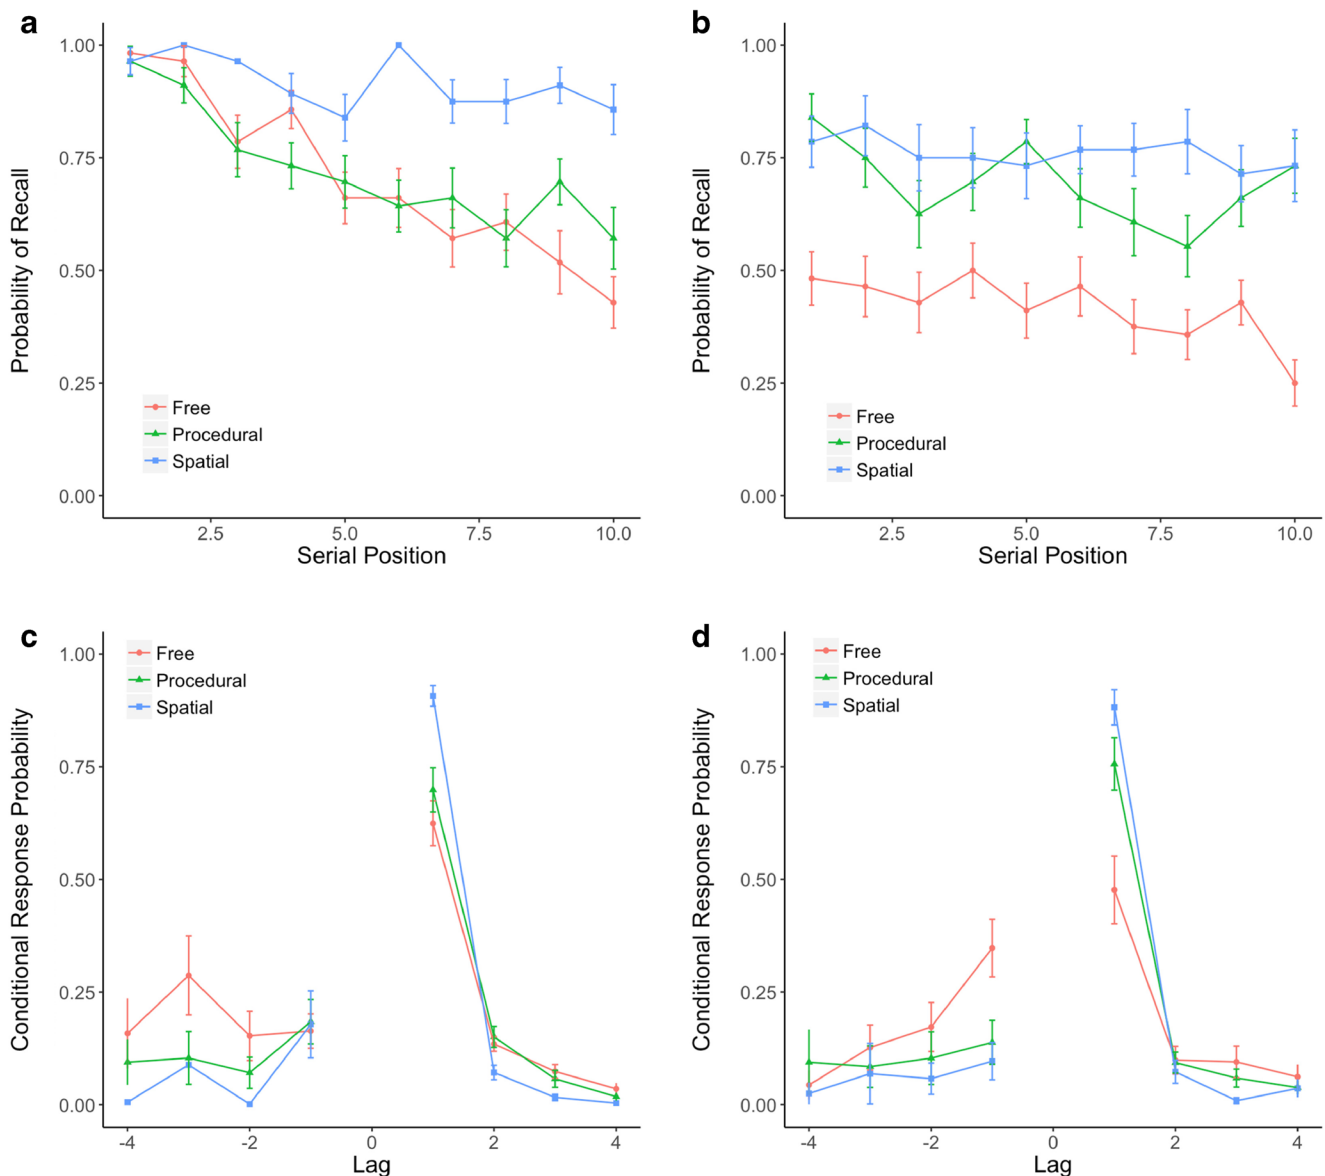 a
Probability of Recall
1.00
0.75
0.50
0.25
0.00
Free
Procedural
Spatial
2.5 5.0 7.5 10.0
Serial Position
b
Probability of Recall
1.00
0.75
0.50
0.25
0.00
Free
Procedural
Spatial
2.5 5.0 7.5 10.0
Serial Position
c
Conditional Response Probability
1.00
0.75
0.50
0.25
0.00
Free
Procedural
Spatial
-4 -2 0 2 4
Lag
d
Conditional Response Probability
1.00
0.75
0.50
0.25
0.00
Free
Procedural
Spatial
-4 -2 0 2 4
Lag